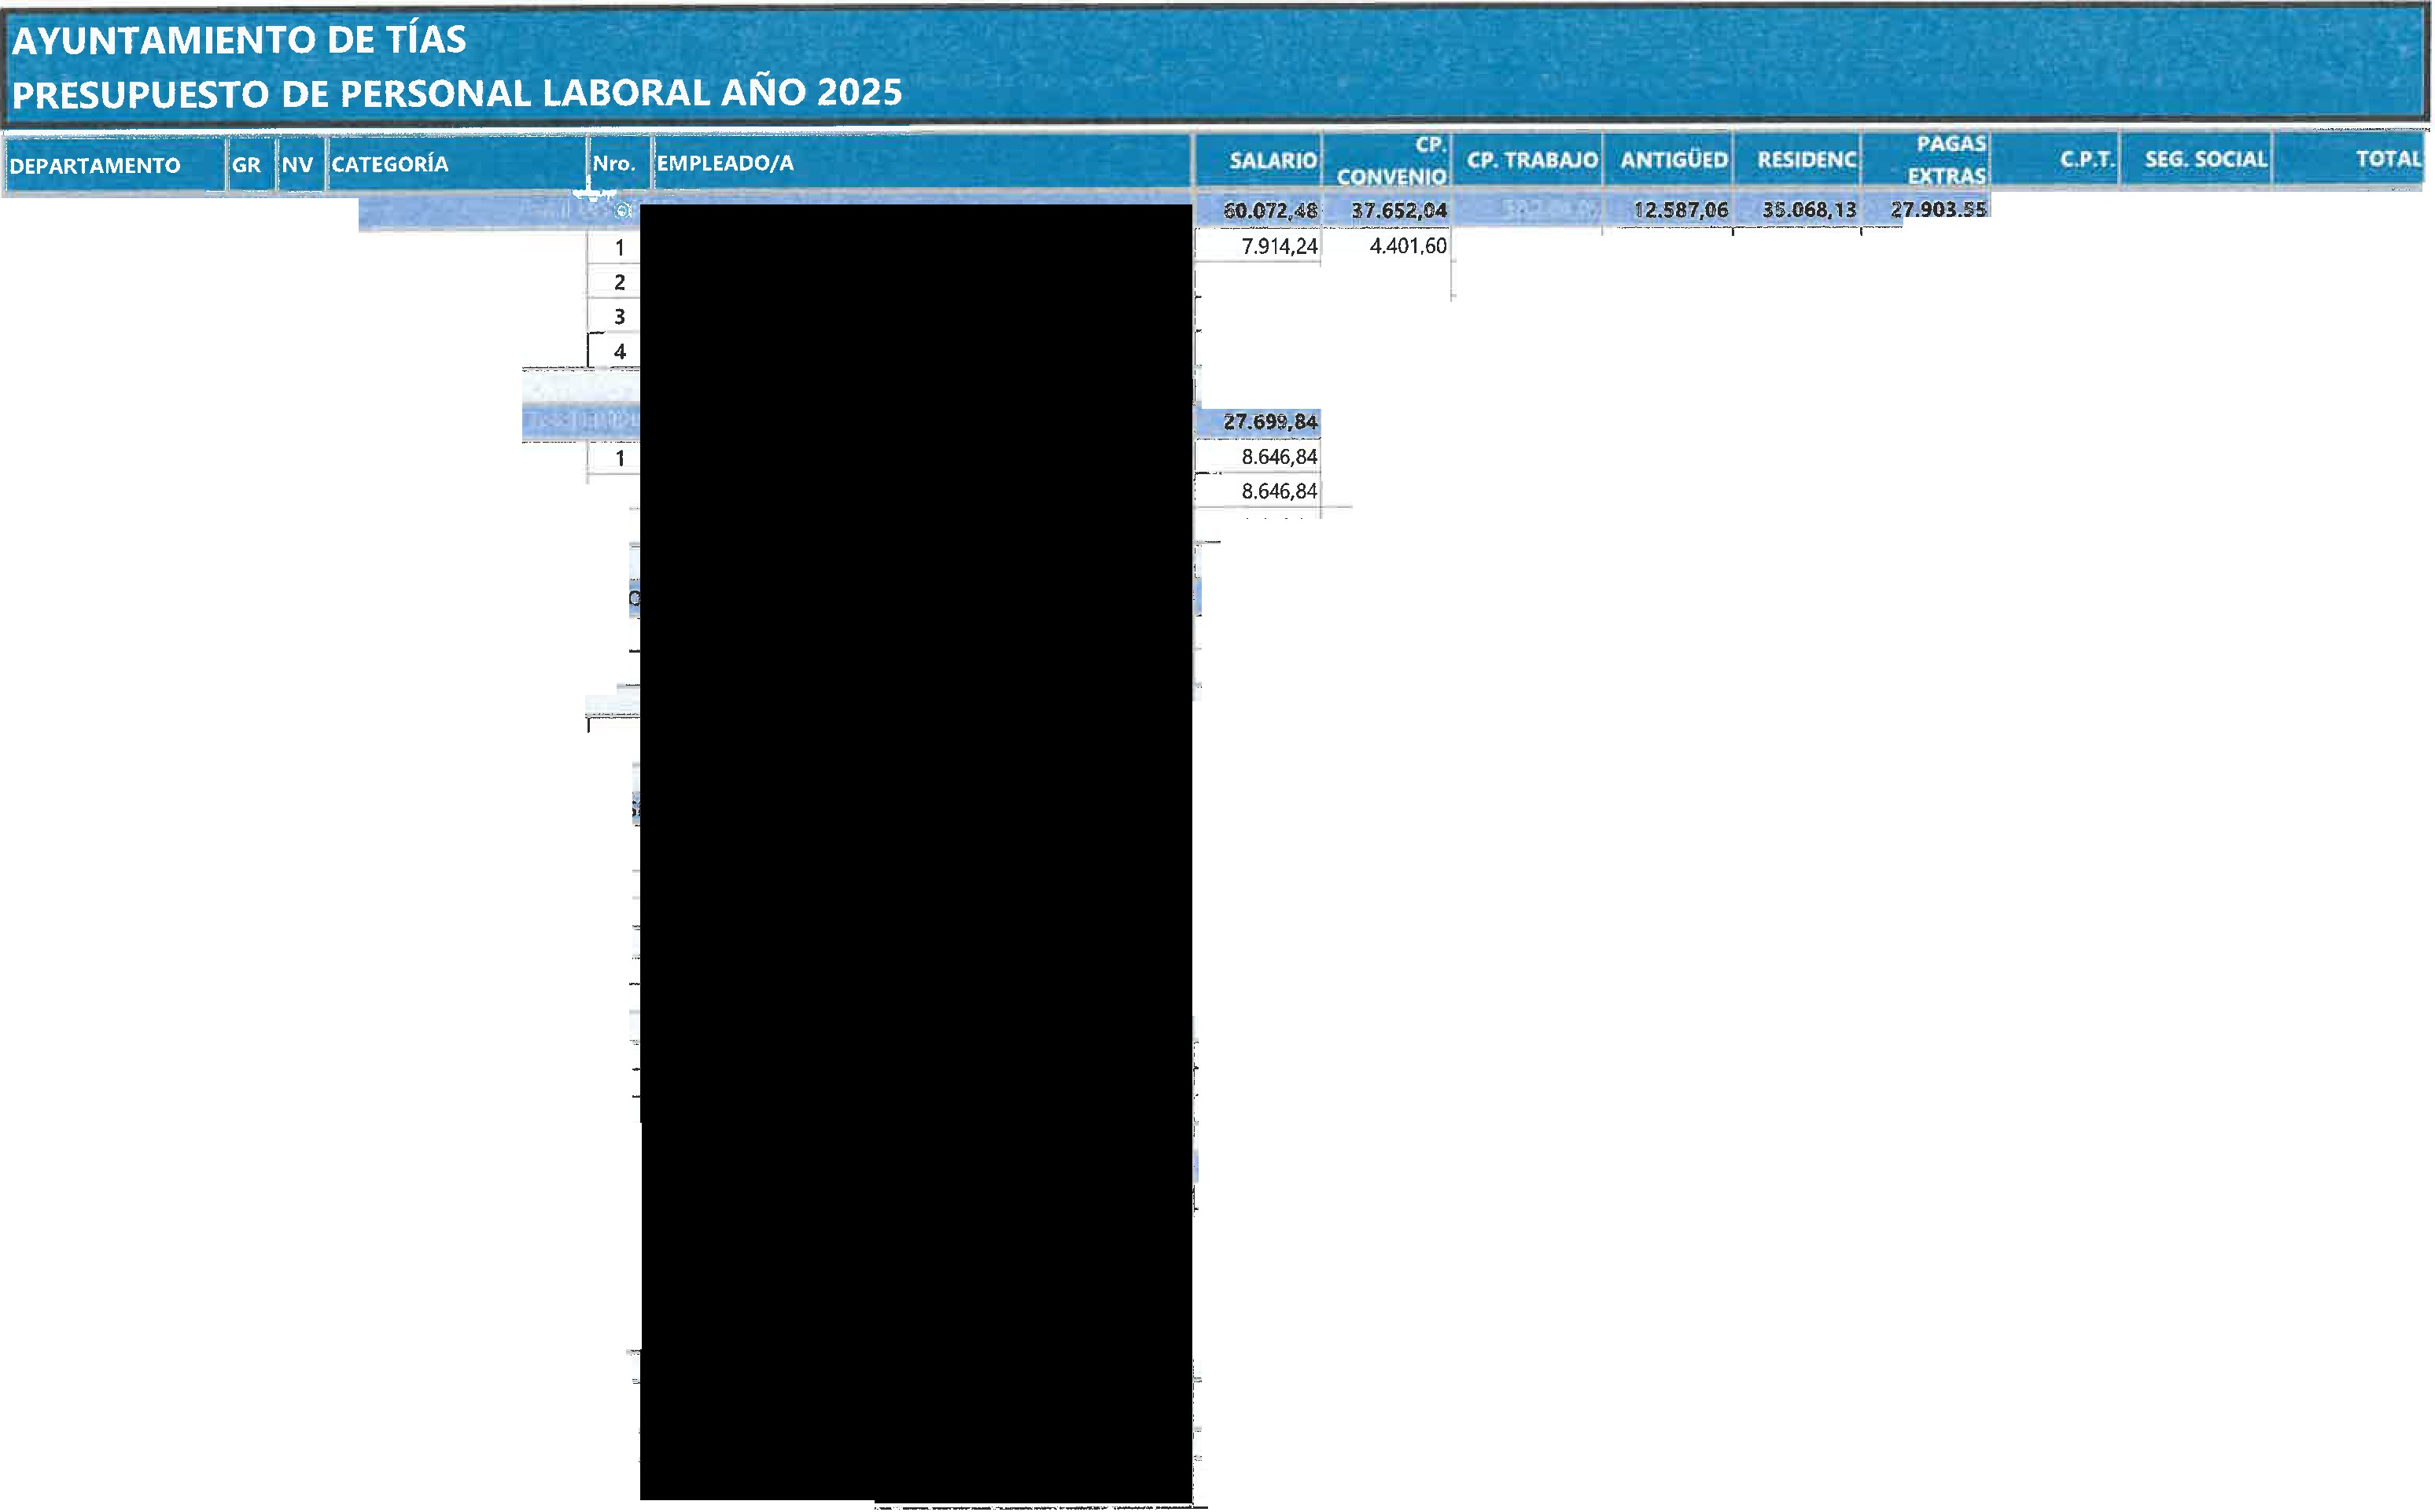 AYUNTAMIENTO DE TÍAS
PRESUPUESTO DE PERSONAL LABORAL AÑO 2025
DEPARTAMENTO GR NV CATEGORÍA Nro. EMPLEADO/A SALARIO CP. CONVENIO CP. TRABAJO ANTIGÜED RESIDENC PAGAS EXTRAS C.P.T. SEG. SOCIAL TOTAL
60.072,48 37.652,04 12.587,06 35.068,13 27.903.55
1 7.914,24 4.401,60
2
3
4
27.699,84
1 8.646,84
8.646,84